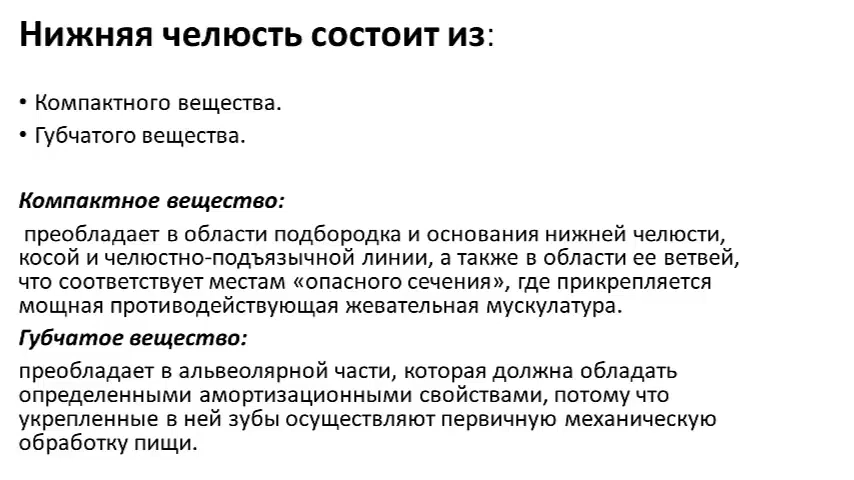 Нижняя челюсть состоит из:
• Компактного вещества.
• Губчатого вещества.
Компактное вещество:
преобладает в области подбородка и основания нижней челюсти,
косой и челюстно-подъязычной линии, а также в области ее ветвей,
что соответствует местам «опасного сечения», где прикрепляется
мощная противодействующая жевательная мускулатура.
Губчатое вещество:
преобладает в альвеолярной части, которая должна обладать
определенными амортизационными свойствами, потому что
укрепленные в ней зубы осуществляют первичную механическую
обработку пищи.